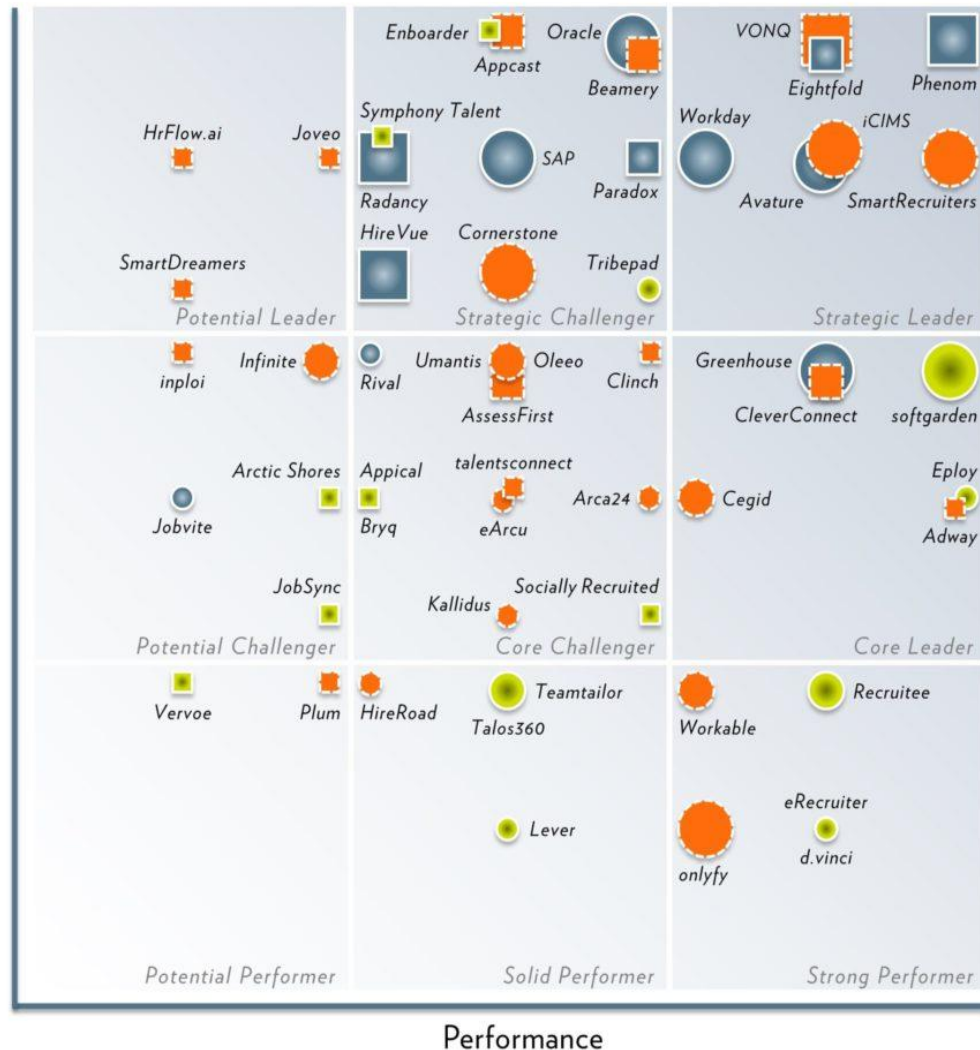 Enboarder
Oracle
VONQ
Appcast
Beamery
Eightfold
Phenom
Symphony Talent
Workday
iCIMS
HrFlow.ai
Joveo
SAP
Radancy
Paradox
Avature
SmartRecruiters
HireVue
Cornerstone
SmartDreamers
Tribepad
Potential Leader
Strategic Challenger
Strategic Leader
inploi
Infinite
Rival
Umantis
Oleeo
Clinch
Greenhouse
AssessFirst
CleverConnect
softgarden
Arctic Shores
Appical
talentsconnect
Arca24
Cegid
Eploy
Jobvite
Bryq
eArcu
Adway
JobSync
Kallidus
Socially Recruited
Potential Challenger
Core Challenger
Core Leader
Vervoe
Plum
HireRoad
Teamtailor
Talos360
Workable
Recruitee
Lever
eRecruiter
onlyfy
d.vinci
Potential Performer
Solid Performer
Strong Performer
Performance